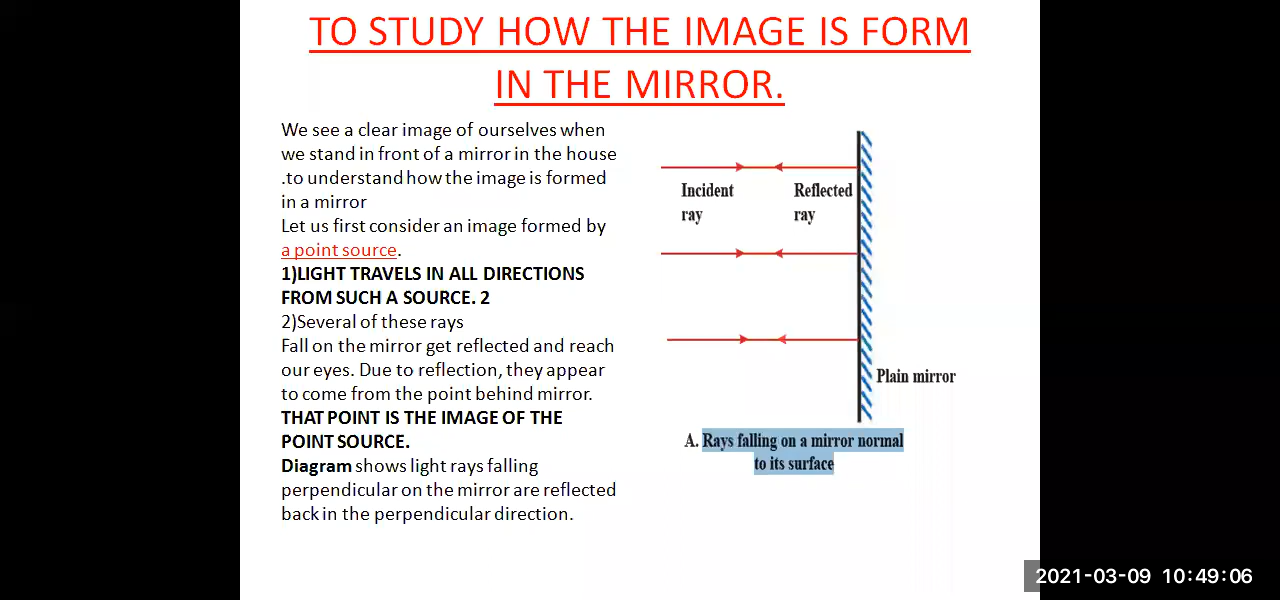 TO STUDY HOW THE IMAGE IS FORM
IN THE MIRROR.
We see a clear image of ourselves when
we stand in front of a mirror in the house
.to understand how the image is formed
in a mirror
Let us first consider an image formed by
a point source.
1)LIGHT TRAVELS IN ALL DIRECTIONS
FROM SUCH A SOURCE. 2
2)Several of these rays
Fall on the mirror get reflected and reach
our eyes. Due to reflection, they appear
to come from the point behind mirror.
THAT POINT IS THE IMAGE OF THE
POINT SOURCE.
Diagram shows light rays falling
perpendicular on the mirror are reflected
back in the perpendicular direction.
Incident
ray
Reflected
ray
Plain mirror
A. Rays falling on a mirror normal
to its surface
2021-03-09 10:49:06